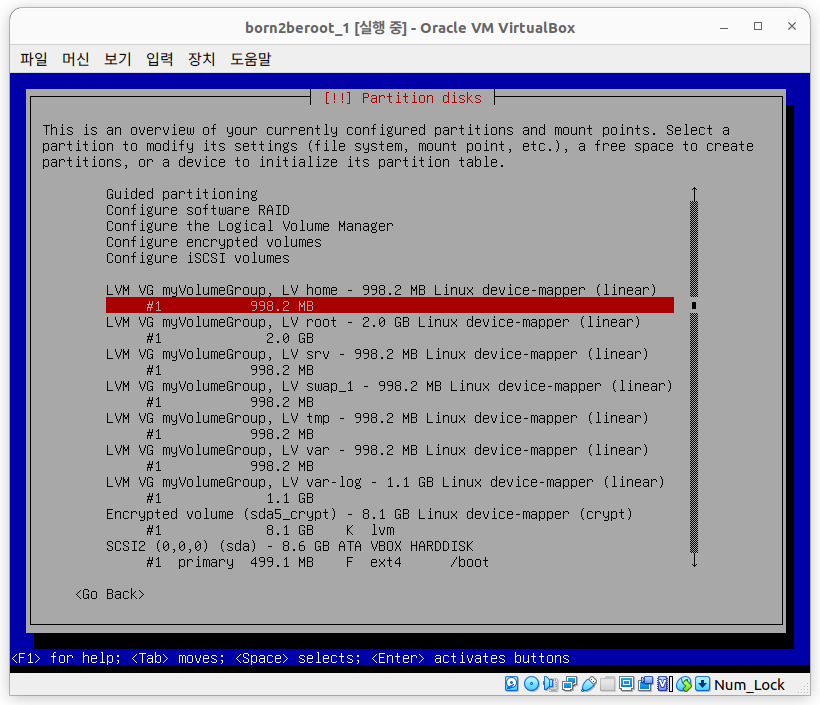 born2beroot_1 [실행 중] - Oracle VM VirtualBox
파일 머신 보기 입력 장치 도움말
[!!] Partition disks
This is an overview of your currently configured partitions and mount points. Select a
partition to modify its settings (file system, mount point, etc.), a free space to create
partitions, or a device to initialize its partition table.
Guided partitioning
Configure software RAID
Configure the Logical Volume Manager
Configure encrypted volumes
Configure iSCSI volumes
LVM VG myVolumeGroup, LV home - 998.2 MB Linux device-mapper (linear)
#1 998.2 MB
LVM VG myVolumeGroup, LV root - 2.0 GB Linux device-mapper (linear)
#1 2.0 GB
LVM VG myVolumeGroup, LV srv - 998.2 MB Linux device-mapper (linear)
#1 998.2 MB
LVM VG myVolumeGroup, LV swap_1 - 998.2 MB Linux device-mapper (linear)
#1 998.2 MB
LVM VG myVolumeGroup, LV tmp - 998.2 MB Linux device-mapper (linear)
#1 998.2 MB
LVM VG myVolumeGroup, LV var - 998.2 MB Linux device-mapper (linear)
#1 998.2 MB
LVM VG myVolumeGroup, LV var-log - 1.1 GB Linux device-mapper (linear)
#1 1.1 GB
Encrypted volume (sda5_crypt) - 8.1 GB Linux device-mapper (crypt)
#1 8.1 GB K lvm
SCSI2 (0,0,0) (sda) - 8.6 GB ATA VBOX HARDDISK
#1 primary 499.1 MB F ext4 /boot
<Go Back>
<F1> for help; <Tab> moves; <Space> selects; <Enter> activates buttons
Num_Lock